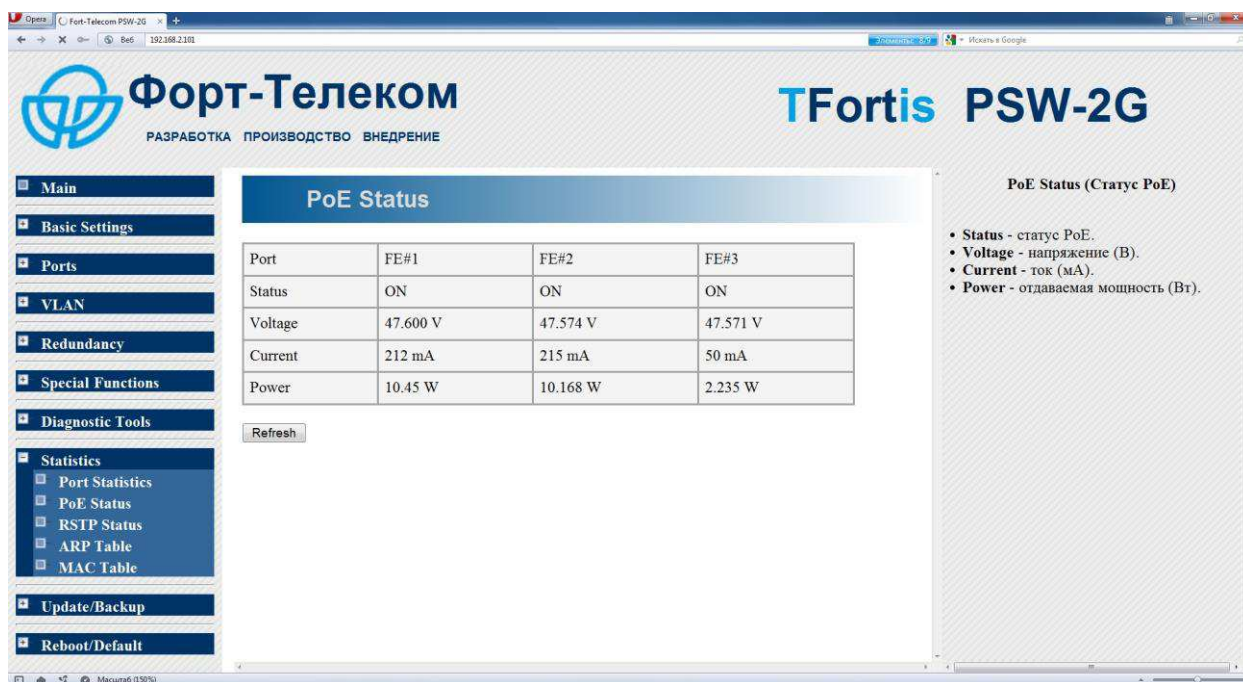 Opera
Fort-Telecom PSW-2G
Веб 192.168.2.101
Элементы: 8/9
Искать в Google
Форт-Телеком
РАЗРАБОТКА ПРОИЗВОДСТВО ВНЕДРЕНИЕ
TFortis PSW-2G
Main
Basic Settings
Ports
VLAN
Redundancy
Special Functions
Diagnostic Tools
Statistics
Port Statistics
PoE Status
RSTP Status
ARP Table
MAC Table
Update/Backup
Reboot/Default
PoE Status
Port FE#1 FE#2 FE#3
Status ON ON ON
Voltage 47.600 V 47.574 V 47.571 V
Current 212 mA 215 mA 50 mA
Power 10.45 W 10.168 W 2.235 W
Refresh
PoE Status (Статус PoE)
• Status - статус PoE.
• Voltage - напряжение (В).
• Current - ток (мА).
• Power - отдаваемая мощность (Вт).
Масштаб (150%)